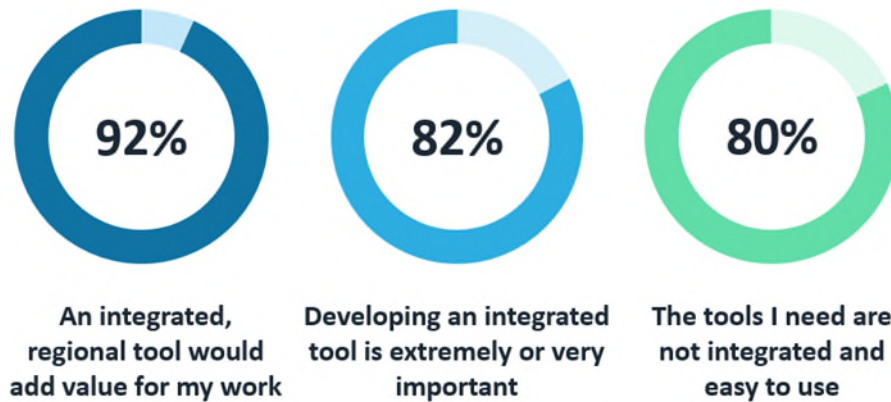 92%
82%
80%
An integrated,
regional tool would
add value for my work
Developing an integrated
tool is extremely or very
important
The tools I need are
not integrated and
easy to use